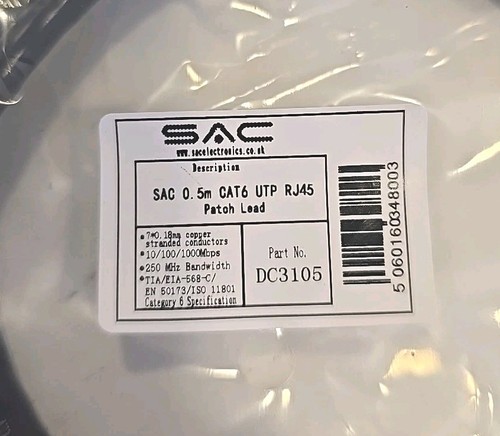 SAC
www.sacelectronics.co.uk
Description
SAC 0.5m CAT6 UTP RJ45
Patch Lead
•7*0.18mm copper
stranded conductors
•10/100/1000Mbps
•250 MHz Bandwidth
•TIA/EIA-568-C/
EN 50173/ISO 11801
Category 6 Specification
Part No.
DC3105
5 060160 348003